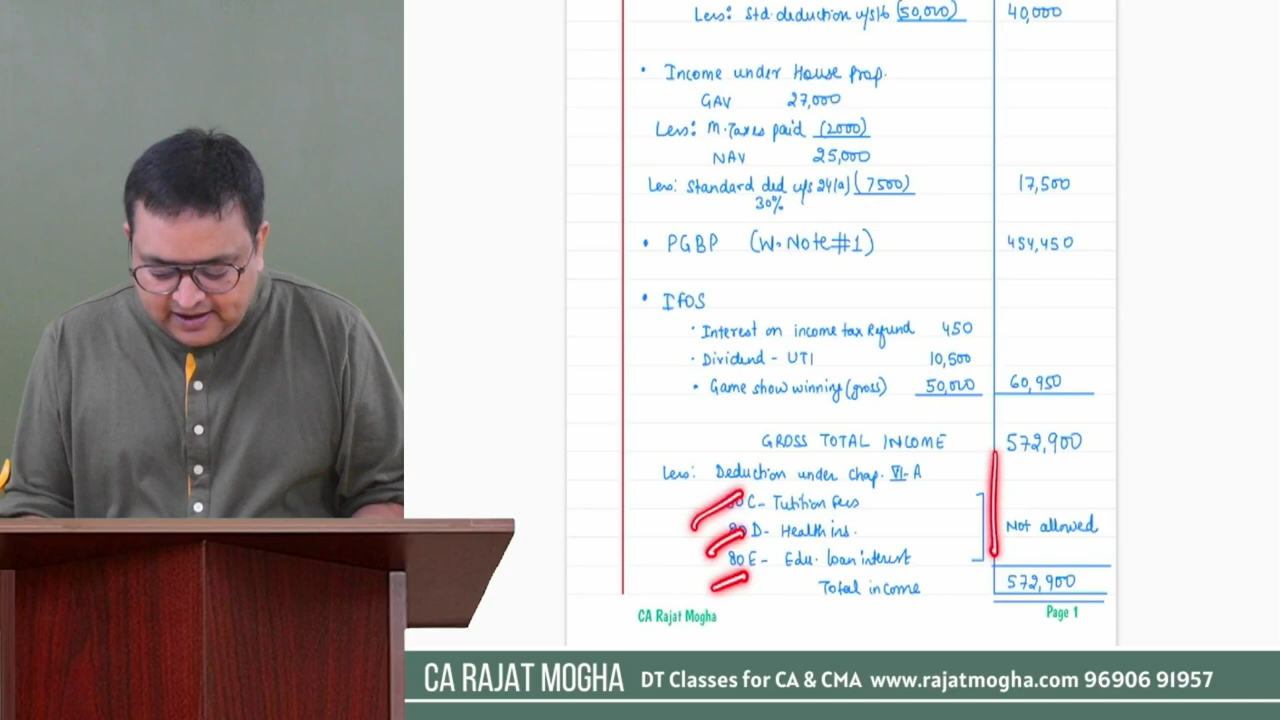 Less: Std. deduction u/s 16 (50,000) 40,000
• Income under House prop.
GAV 27,000
Less: M. Taxes paid (2000)
NAV 25,000
Less: Standard ded u/s 24(a) (7500) 17,500
30%
• PGBP (W. Note #1) 454,450
• IFOS
• Interest on income tax Refund 450
• Dividend - UTI 10,500
• Game show winning (gross) 50,000 60,950
GROSS TOTAL INCOME 572,900
Less: Deduction under chap. VI-A
C- Tutition fees
D- Health ins. Not allowed
80 E- Edu. loan interest
Total income 572,900
CA Rajat Mogha Page 1
CA RAJAT MOGHA DT Classes for CA & CMA www.rajatmogha.com 96906 91957